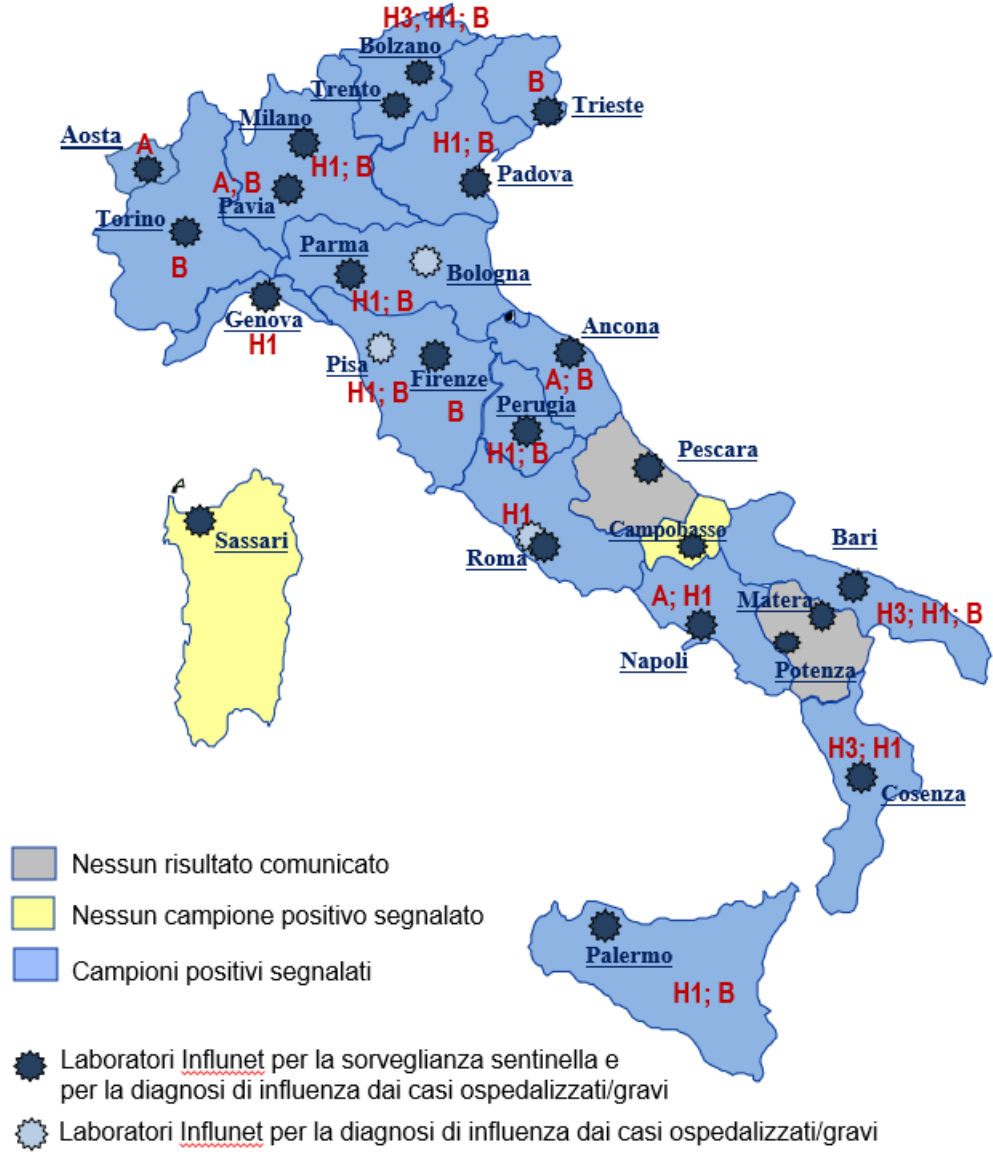 H3; H1; B
Bolzano
Trento
B
Trieste
Milano
H1; B
H1; B
Padova
Aosta
A
A; B
Pavia
Torino
B
Parma
H1; B
Bologna
Genova
H1
Pisa
H1; B
Firenze
B
Ancona
A; B
Perugia
H1; B
Pescara
Sassari
H1
Roma
Campobasso
Bari
H3; H1; B
A; H1
Napoli
Matera
Potenza
H3; H1
Cosenza
Nessun risultato comunicato
Nessun campione positivo segnalato
Campioni positivi segnalati
Palermo
H1; B
Laboratori Influnet per la sorveglianza sentinella e
per la diagnosi di influenza dai casi ospedalizzati/gravi
Laboratori Influnet per la diagnosi di influenza dai casi ospedalizzati/gravi